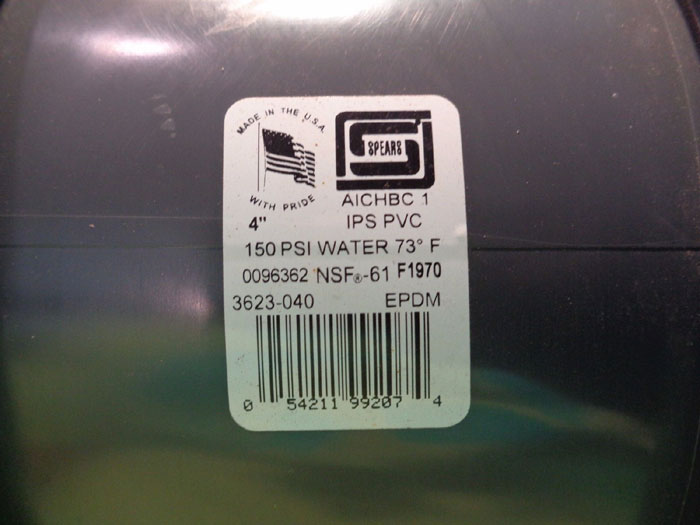 MADE IN THE U.S.A.
WITH PRIDE
SPEARS
AICHBC 1
4" IPS PVC
150 PSI WATER 73° F
0096362 NSF®-61 F1970
3623-040 EPDM
0 54211 99207 4